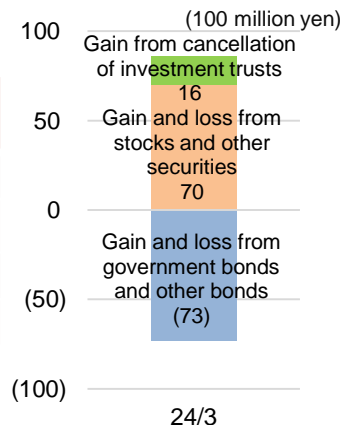 (100 million yen)
100
Gain from cancellation
of investment trusts
16
Gain and loss from
50
stocks and other
securities
70
0
Gain and loss from
government bonds
and other bonds
(50)
(73)
(100)
24/3